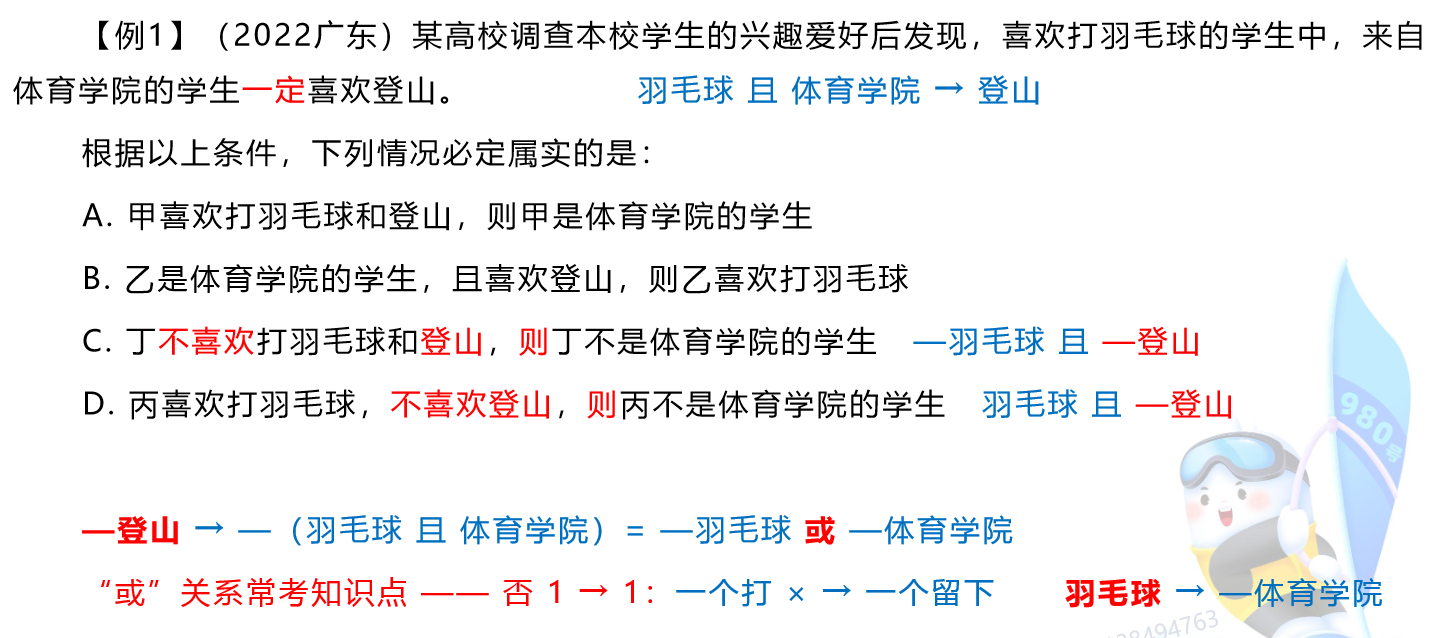 【例1】（2022广东）某高校调查本校学生的兴趣爱好后发现，喜欢打羽毛球的学生中，来自
体育学院的学生一定喜欢登山。 羽毛球 且 体育学院 → 登山
根据以上条件，下列情况必定属实的是：
A. 甲喜欢打羽毛球和登山，则甲是体育学院的学生
B. 乙是体育学院的学生，且喜欢登山，则乙喜欢打羽毛球
C. 丁不喜欢打羽毛球和登山，则丁不是体育学院的学生 —羽毛球 且 —登山
D. 丙喜欢打羽毛球，不喜欢登山，则丙不是体育学院的学生 羽毛球 且 —登山
980号
—登山 → —（羽毛球 且 体育学院）= —羽毛球 或 —体育学院
“或”关系常考知识点 —— 否 1 → 1：一个打 × → 一个留下 羽毛球 → —体育学院